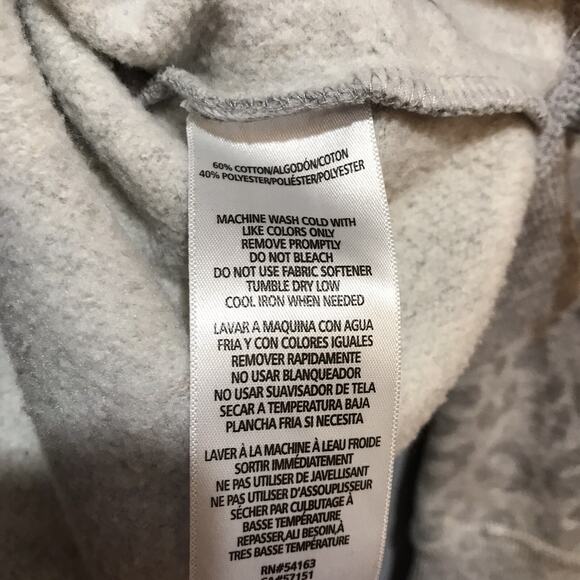 60% COTTON/ALGODÓN/COTON
40% POLYESTER/POLIÉSTER/POLYESTER
MACHINE WASH COLD WITH
LIKE COLORS ONLY
REMOVE PROMPTLY
DO NOT BLEACH
DO NOT USE FABRIC SOFTENER
TUMBLE DRY LOW
COOL IRON WHEN NEEDED
LAVAR A MAQUINA CON AGUA
FRIA Y CON COLORES IGUALES
REMOVER RAPIDAMENTE
NO USAR BLANQUEADOR
NO USAR SUAVISADOR DE TELA
SECAR A TEMPERATURA BAJA
PLANCHA FRIA SI NECESITA
LAVER À LA MACHINE À LEAU FROIDE
SORTIR IMMÉDIATEMENT
NE PAS UTILISER DE JAVELLISANT
NE PAS UTILISER D'ASSOUPLISSEUR
SÉCHER PAR CULBUTAGE À
BASSE TEMPÉRATURE
REPASSER,AU BESOIN,À
TRES BASSE TEMPÉRATURE
RN#54163
CA#57151